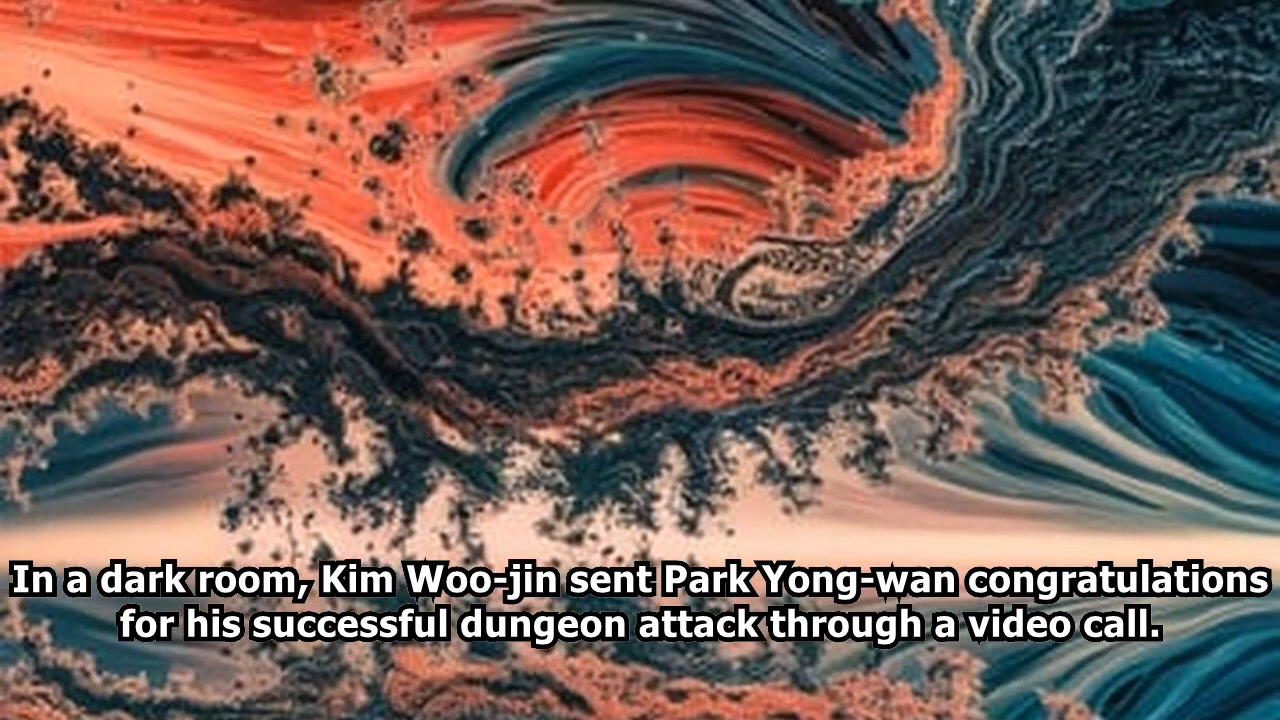 In a dark room, Kim Woo-jin sent Park Yong-wan congratulations
for his successful dungeon attack through a video call.